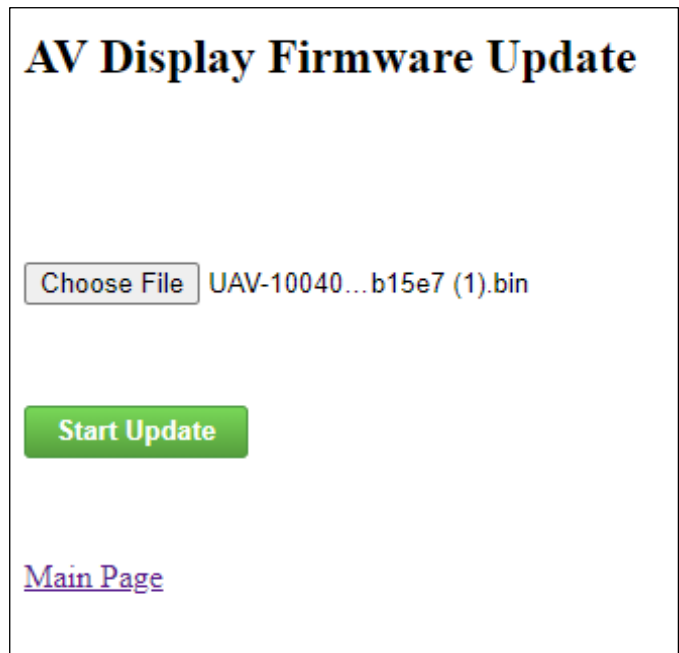 AV Display Firmware Update
Choose File UAV-10040...b15e7 (1).bin
Start Update
Main Page